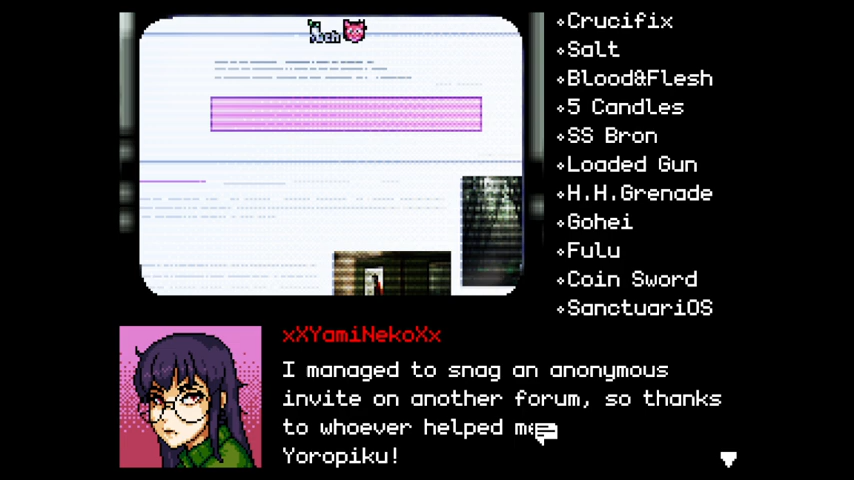 ⋄Crucifix
⋄Salt
⋄Blood&Flesh
⋄5 Candles
⋄SS Bron
⋄Loaded Gun
⋄H.H.Grenade
⋄Gohei
⋄Fulu
⋄Coin Sword
⋄SanctuariOS
xXYamiNekoXx
I managed to snag an anonymous
invite on another forum, so thanks
to whoever helped me
Yoropiku!